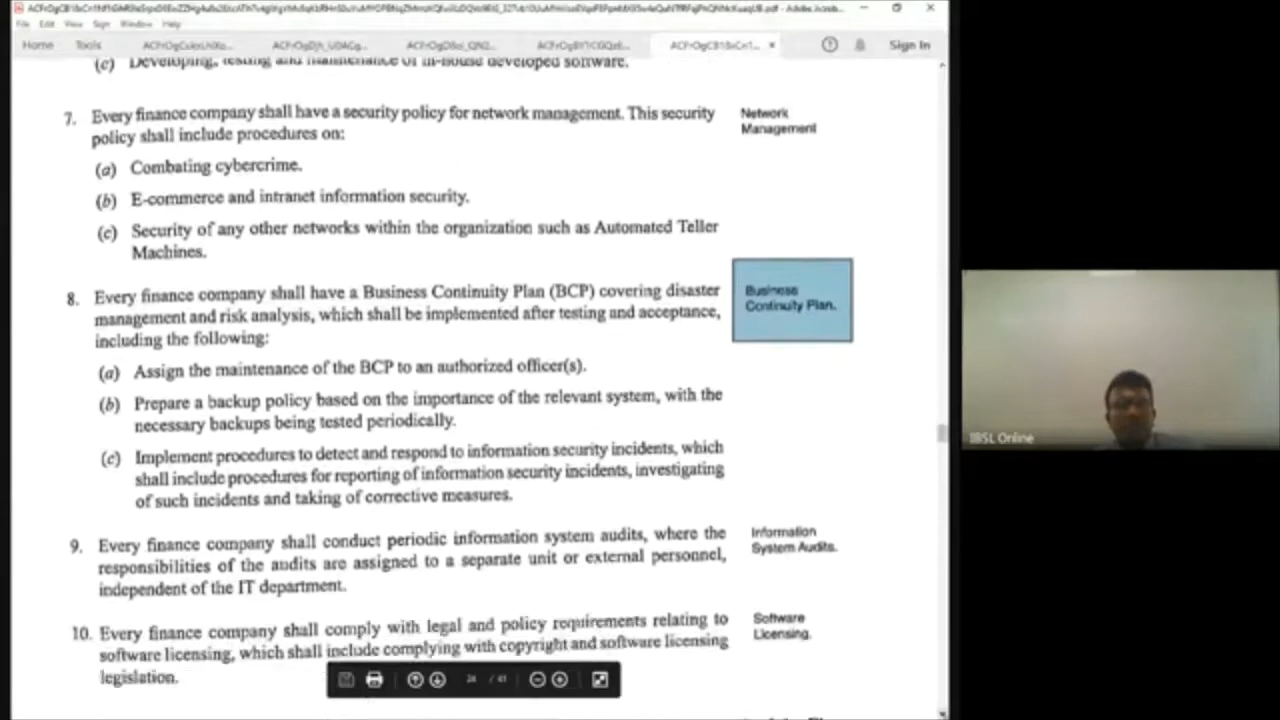 File Edit View Sign Window Help
Home Tools Sign In
(c) Developing, testing and maintenance of in-house developed software.
7. Every finance company shall have a security policy for network management. This security
policy shall include procedures on:
Network
Management
(a) Combating cybercrime.
(b) E-commerce and intranet information security.
(c) Security of any other networks within the organization such as Automated Teller
Machines.
8. Every finance company shall have a Business Continuity Plan (BCP) covering disaster
management and risk analysis, which shall be implemented after testing and acceptance,
including the following:
Business
Continuity Plan.
(a) Assign the maintenance of the BCP to an authorized officer(s).
(b) Prepare a backup policy based on the importance of the relevant system, with the
necessary backups being tested periodically.
(c) Implement procedures to detect and respond to information security incidents, which
shall include procedures for reporting of information security incidents, investigating
of such incidents and taking of corrective measures.
9. Every finance company shall conduct periodic information system audits, where the
responsibilities of the audits are assigned to a separate unit or external personnel,
independent of the IT department.
Information
System Audits.
10. Every finance company shall comply with legal and policy requirements relating to
software licensing, which shall include complying with copyright and software licensing
legislation.
Software
Licensing.
IBSL Online